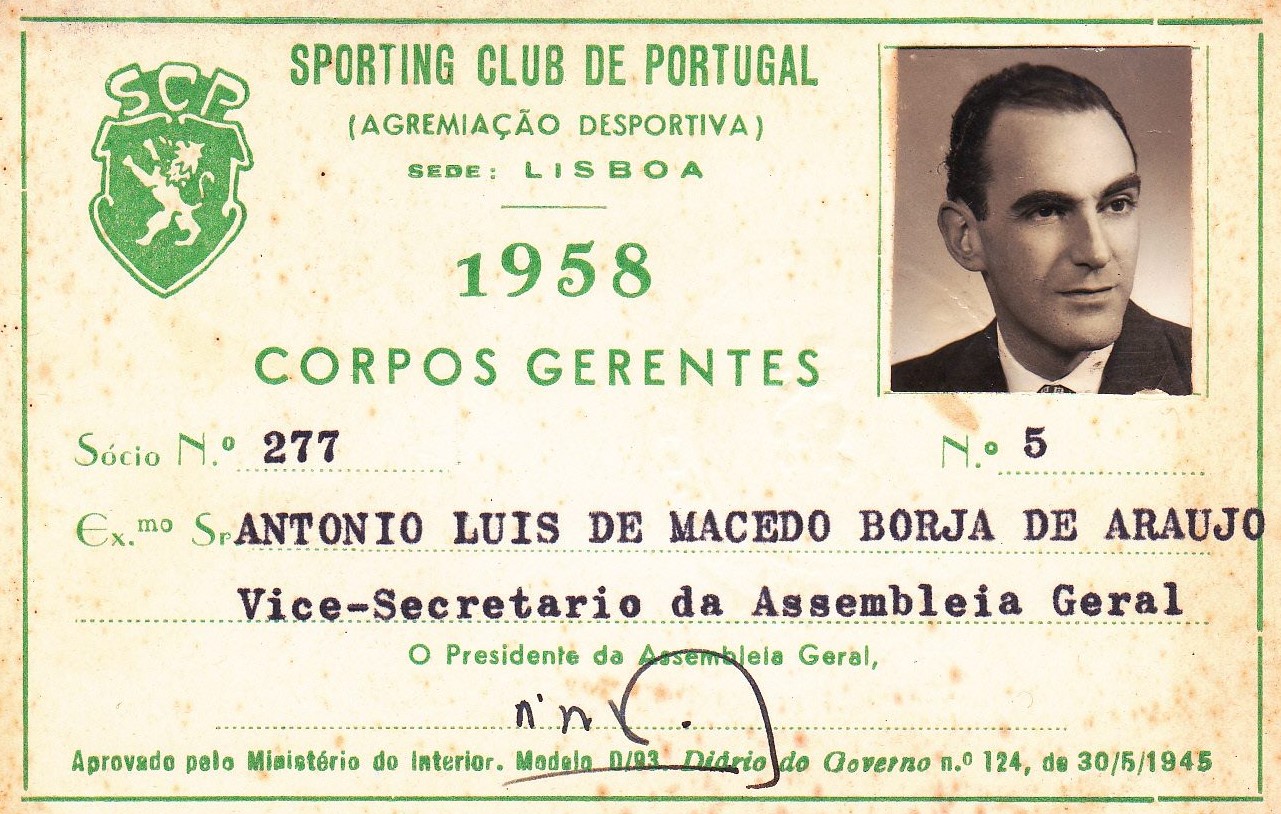 SCP
SPORTING CLUB DE PORTUGAL
(AGREMIAÇÃO DESPORTIVA)
SEDE: LISBOA
1958
CORPOS GERENTES
Sócio N.º 277
N.º 5
Ex.mo Sr ANTONIO LUIS DE MACEDO BORJA DE ARAUJO
Vice-Secretario da Assembleia Geral
O Presidente da Assembleia Geral,
Aprovado pelo Ministério do Interior. Modelo D/93. Diário do Governo n.º 124, de 30/5/1945